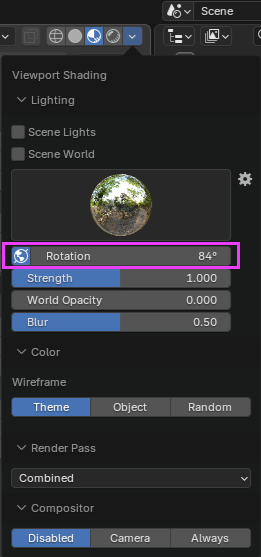 Scene
Viewport Shading
Lighting
Scene Lights
Scene World
Rotation 84°
Strength 1.000
World Opacity 0.000
Blur 0.50
Color
Wireframe
Theme Object Random
Render Pass
Combined
Compositor
Disabled Camera Always